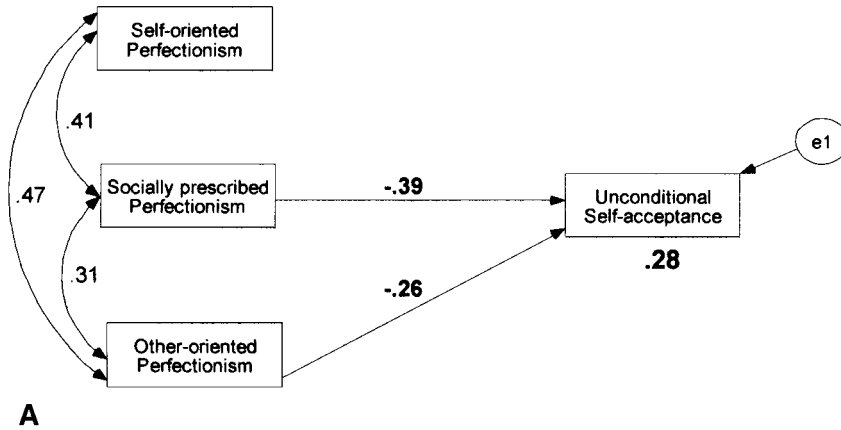 Self-oriented
Perfectionism
.41
e1
.47
Socially prescribed
Perfectionism
-.39
Unconditional
Self-acceptance
.28
.31
-.26
Other-oriented
Perfectionism
A